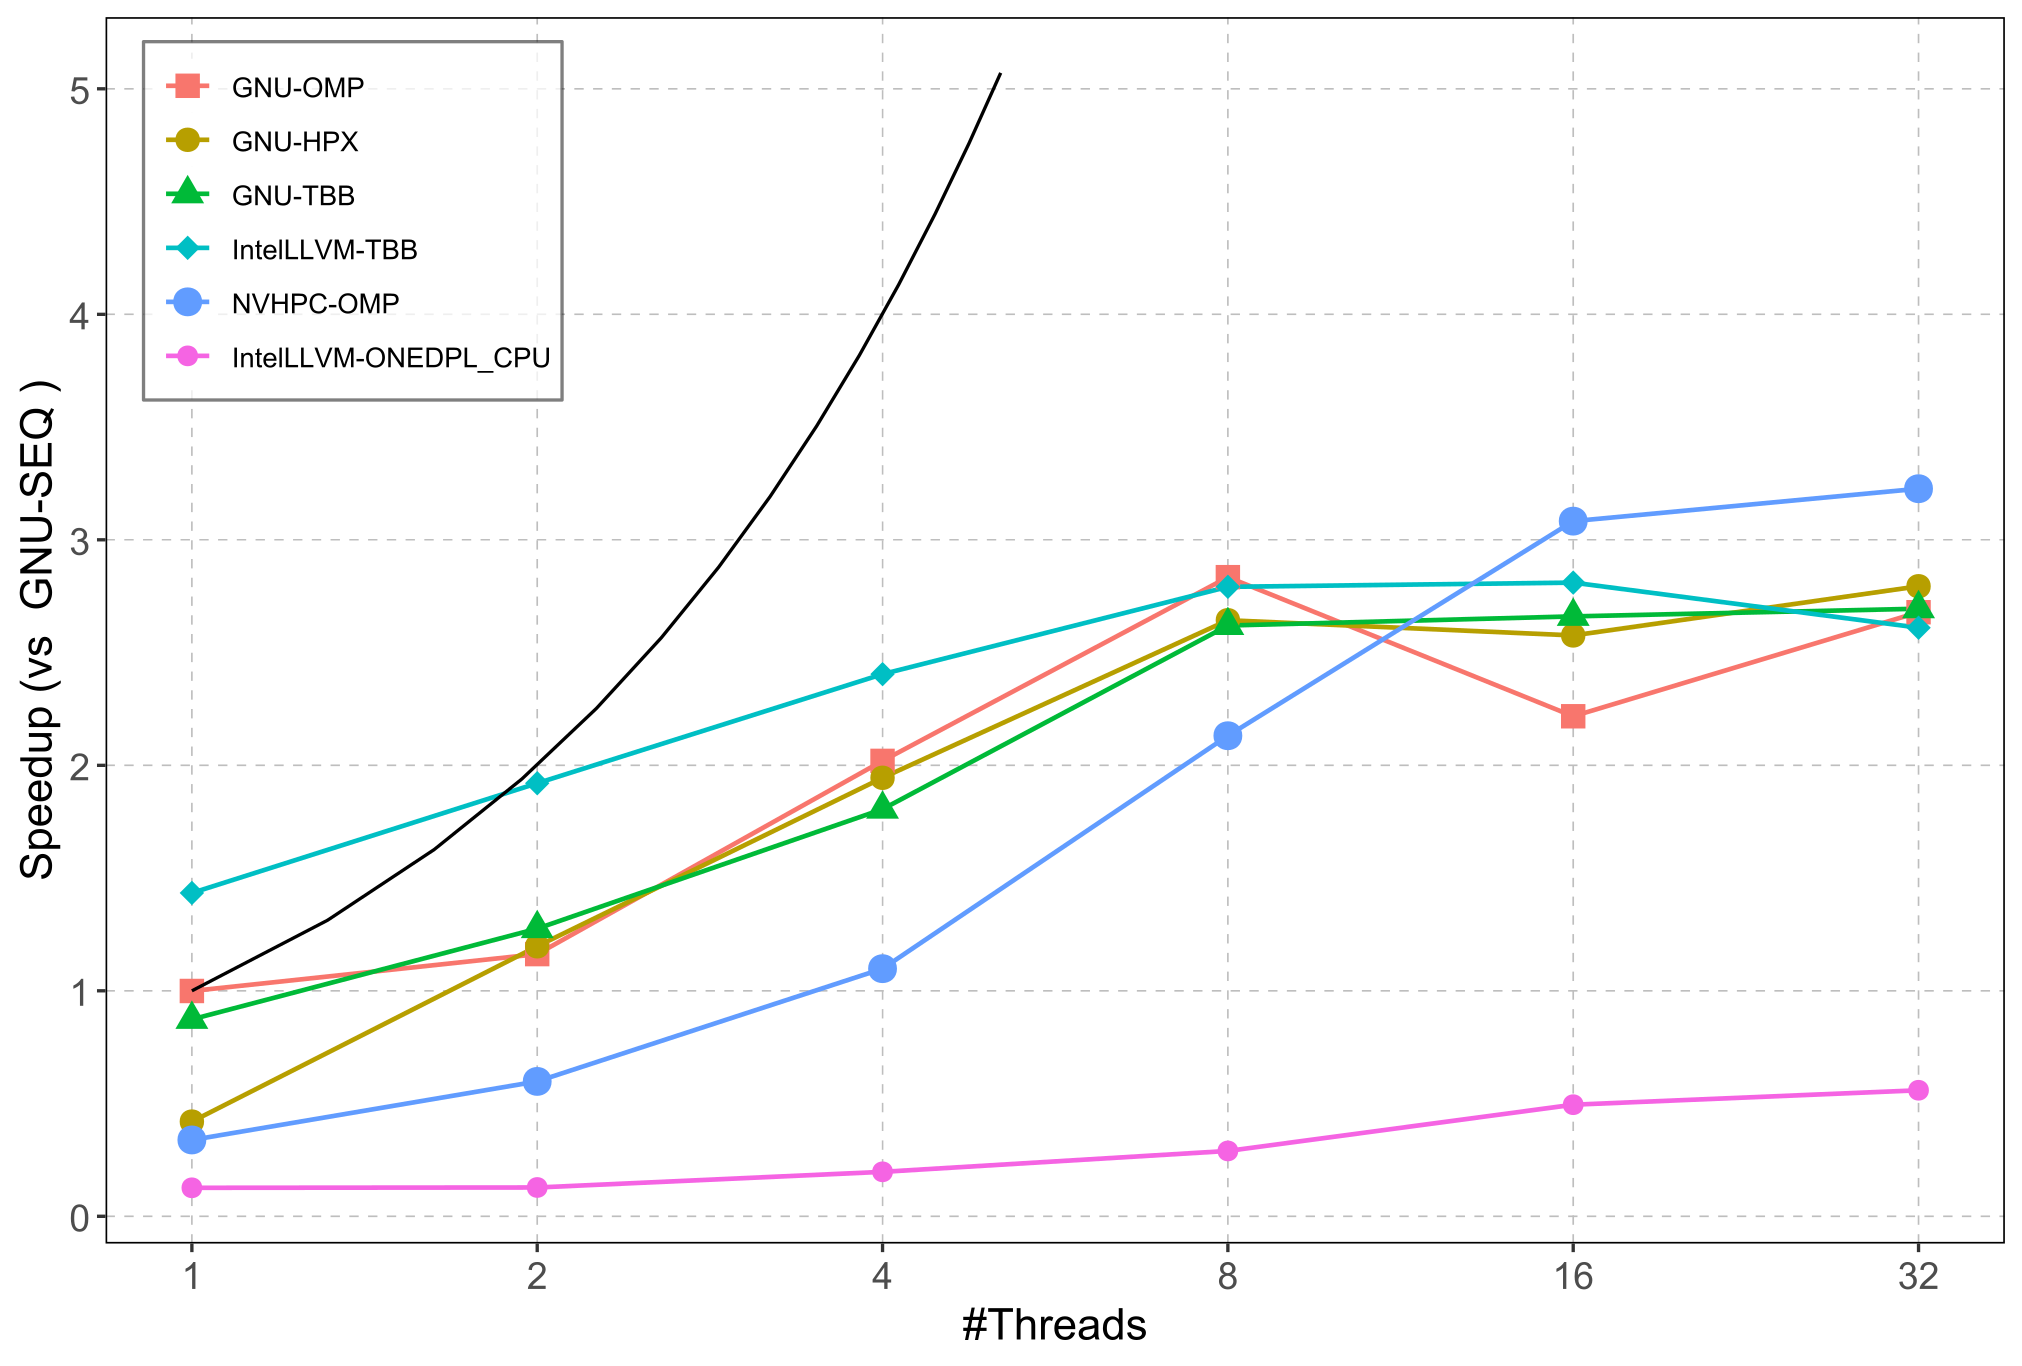 GNU-OMP
GNU-HPX
GNU-TBB
IntelLLVM-TBB
NVHPC-OMP
IntelLLVM-ONEDPL_CPU
Speedup (vs GNU-SEQ )
5
4
3
2
1
0
1 2 4 8 16 32
#Threads